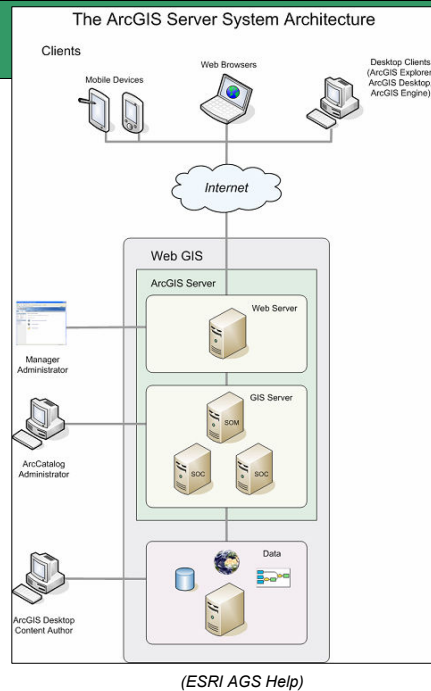 The ArcGIS Server System Architecture
Clients
Mobile Devices
Web Browsers
Desktop Clients
(ArcGIS Explorer
ArcGIS Desktop,
ArcGIS Engine)
Internet
Web GIS
ArcGIS Server
Web Server
Manager
Administrator
GIS Server
SOM
SOC
SOC
ArcCatalog
Administrator
Data
ArcGIS Desktop
Content Author
(ESRI AGS Help)